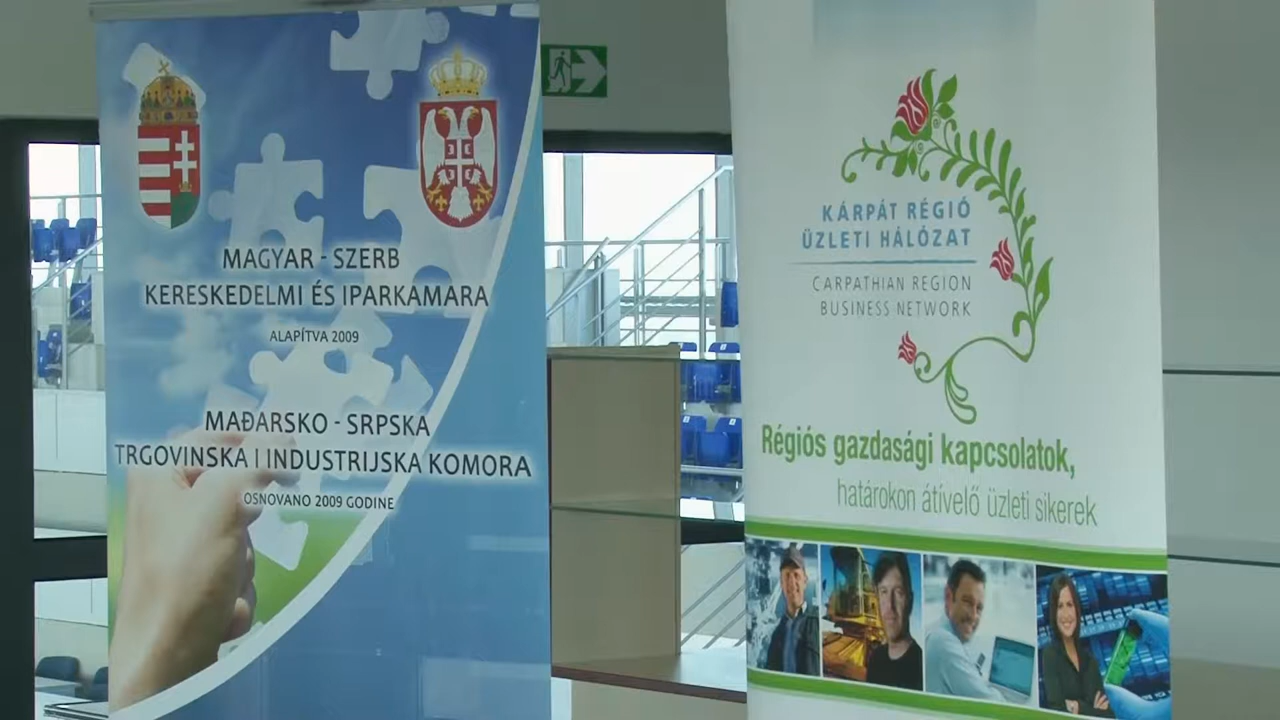 MAGYAR - SZERB
KERESKEDELMI ÉS IPARKAMARA
ALAPÍTVA 2009
MAĐARSKO - SRPSKA
TRGOVINSKA I INDUSTRIJSKA KOMORA
OSNOVANO 2009 GODINE
KÁRPÁT RÉGIÓ
ÜZLETI HÁLÓZAT
CARPATHIAN REGION
BUSINESS NETWORK
Régiós gazdasági kapcsolatok,
határokon átívelő üzleti sikerek